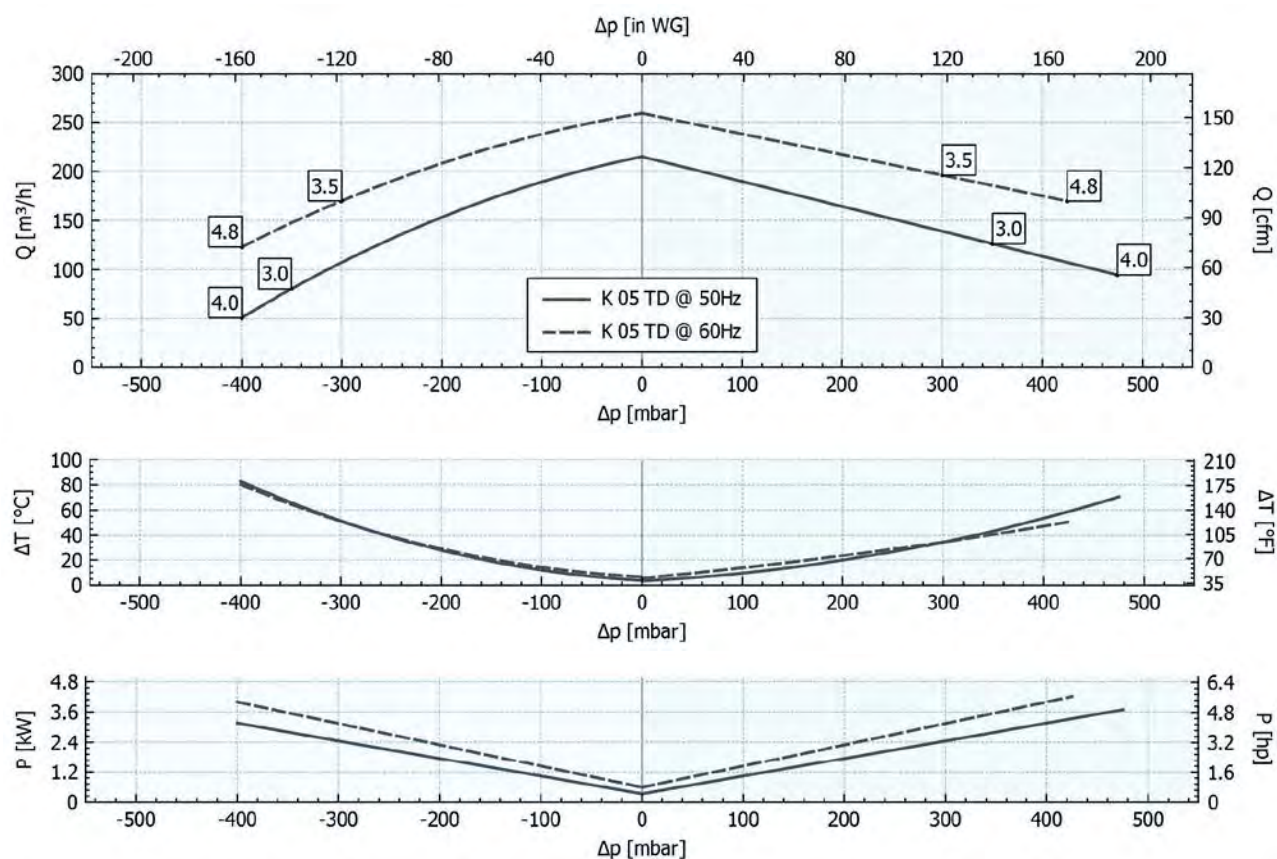 Δp [in WG]
-200 -160 -120 -80 -40 0 40 80 120 160 200
300
250
200
150
100
50
0
Q [m³/h]
150
120
90
60
30
0
Q [cfm]
4.8
3.5
4.0
3.0
3.5
4.8
3.0
4.0
K 05 TD @ 50Hz
K 05 TD @ 60Hz
-500 -400 -300 -200 -100 0 100 200 300 400 500
Δp [mbar]
100
80
60
40
20
0
ΔT [°C]
210
175
140
105
70
35
ΔT [°F]
-500 -400 -300 -200 -100 0 100 200 300 400 500
Δp [mbar]
4.8
3.6
2.4
1.2
0
P [kW]
6.4
4.8
3.2
1.6
0
P [hp]
-500 -400 -300 -200 -100 0 100 200 300 400 500
Δp [mbar]